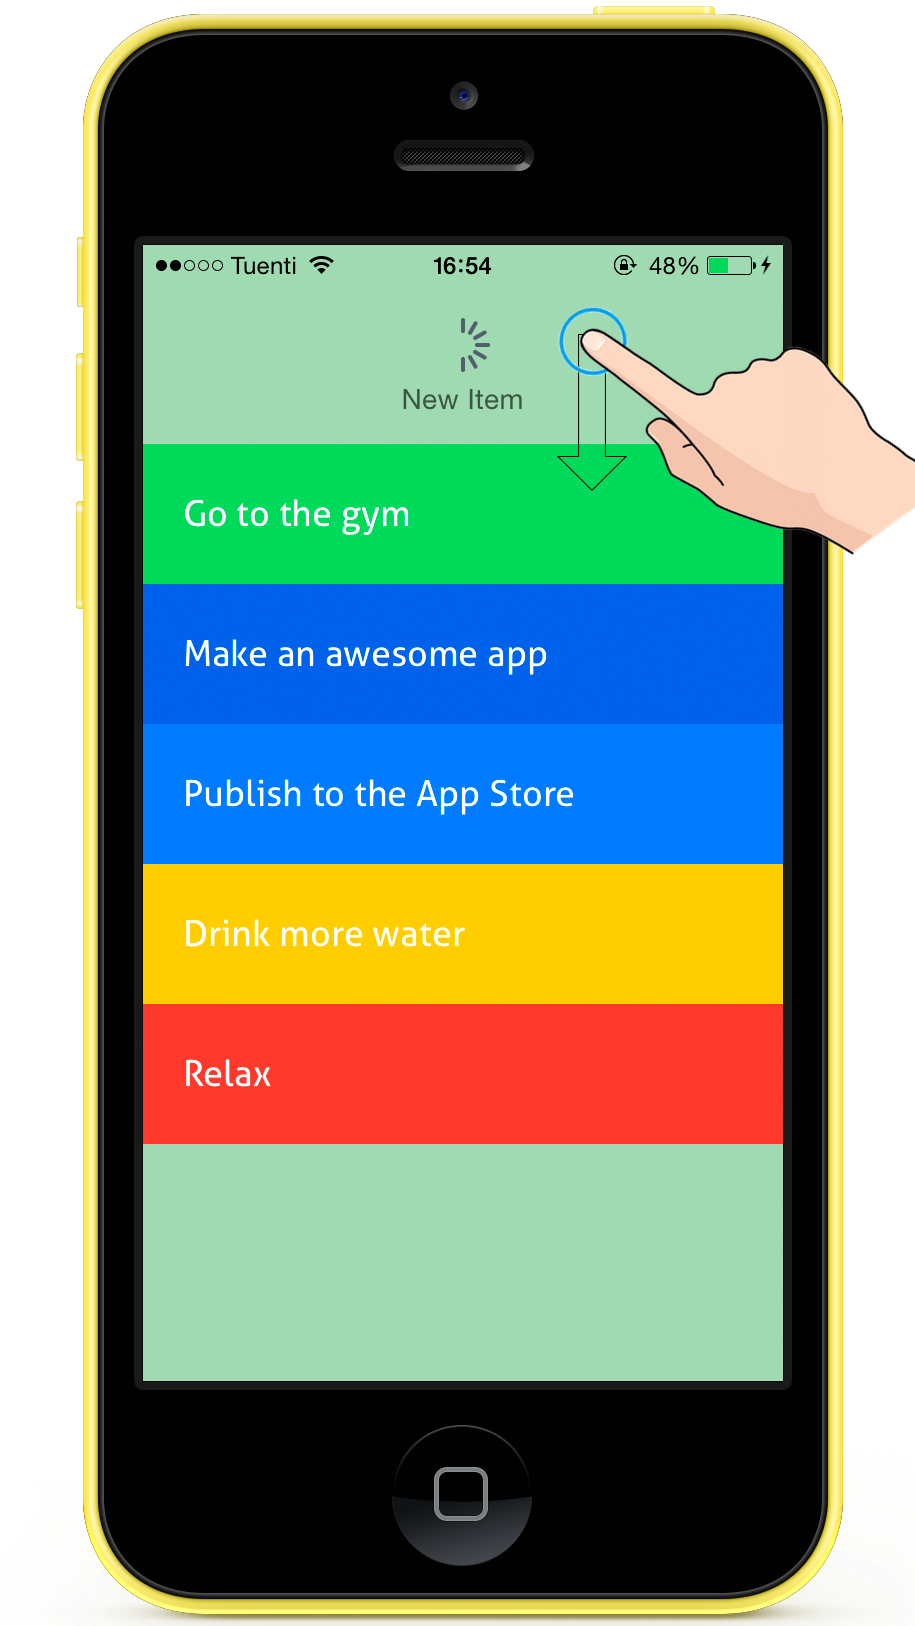 Tuenti 16:54 48%
New Item
Go to the gym
Make an awesome app
Publish to the App Store
Drink more water
Relax